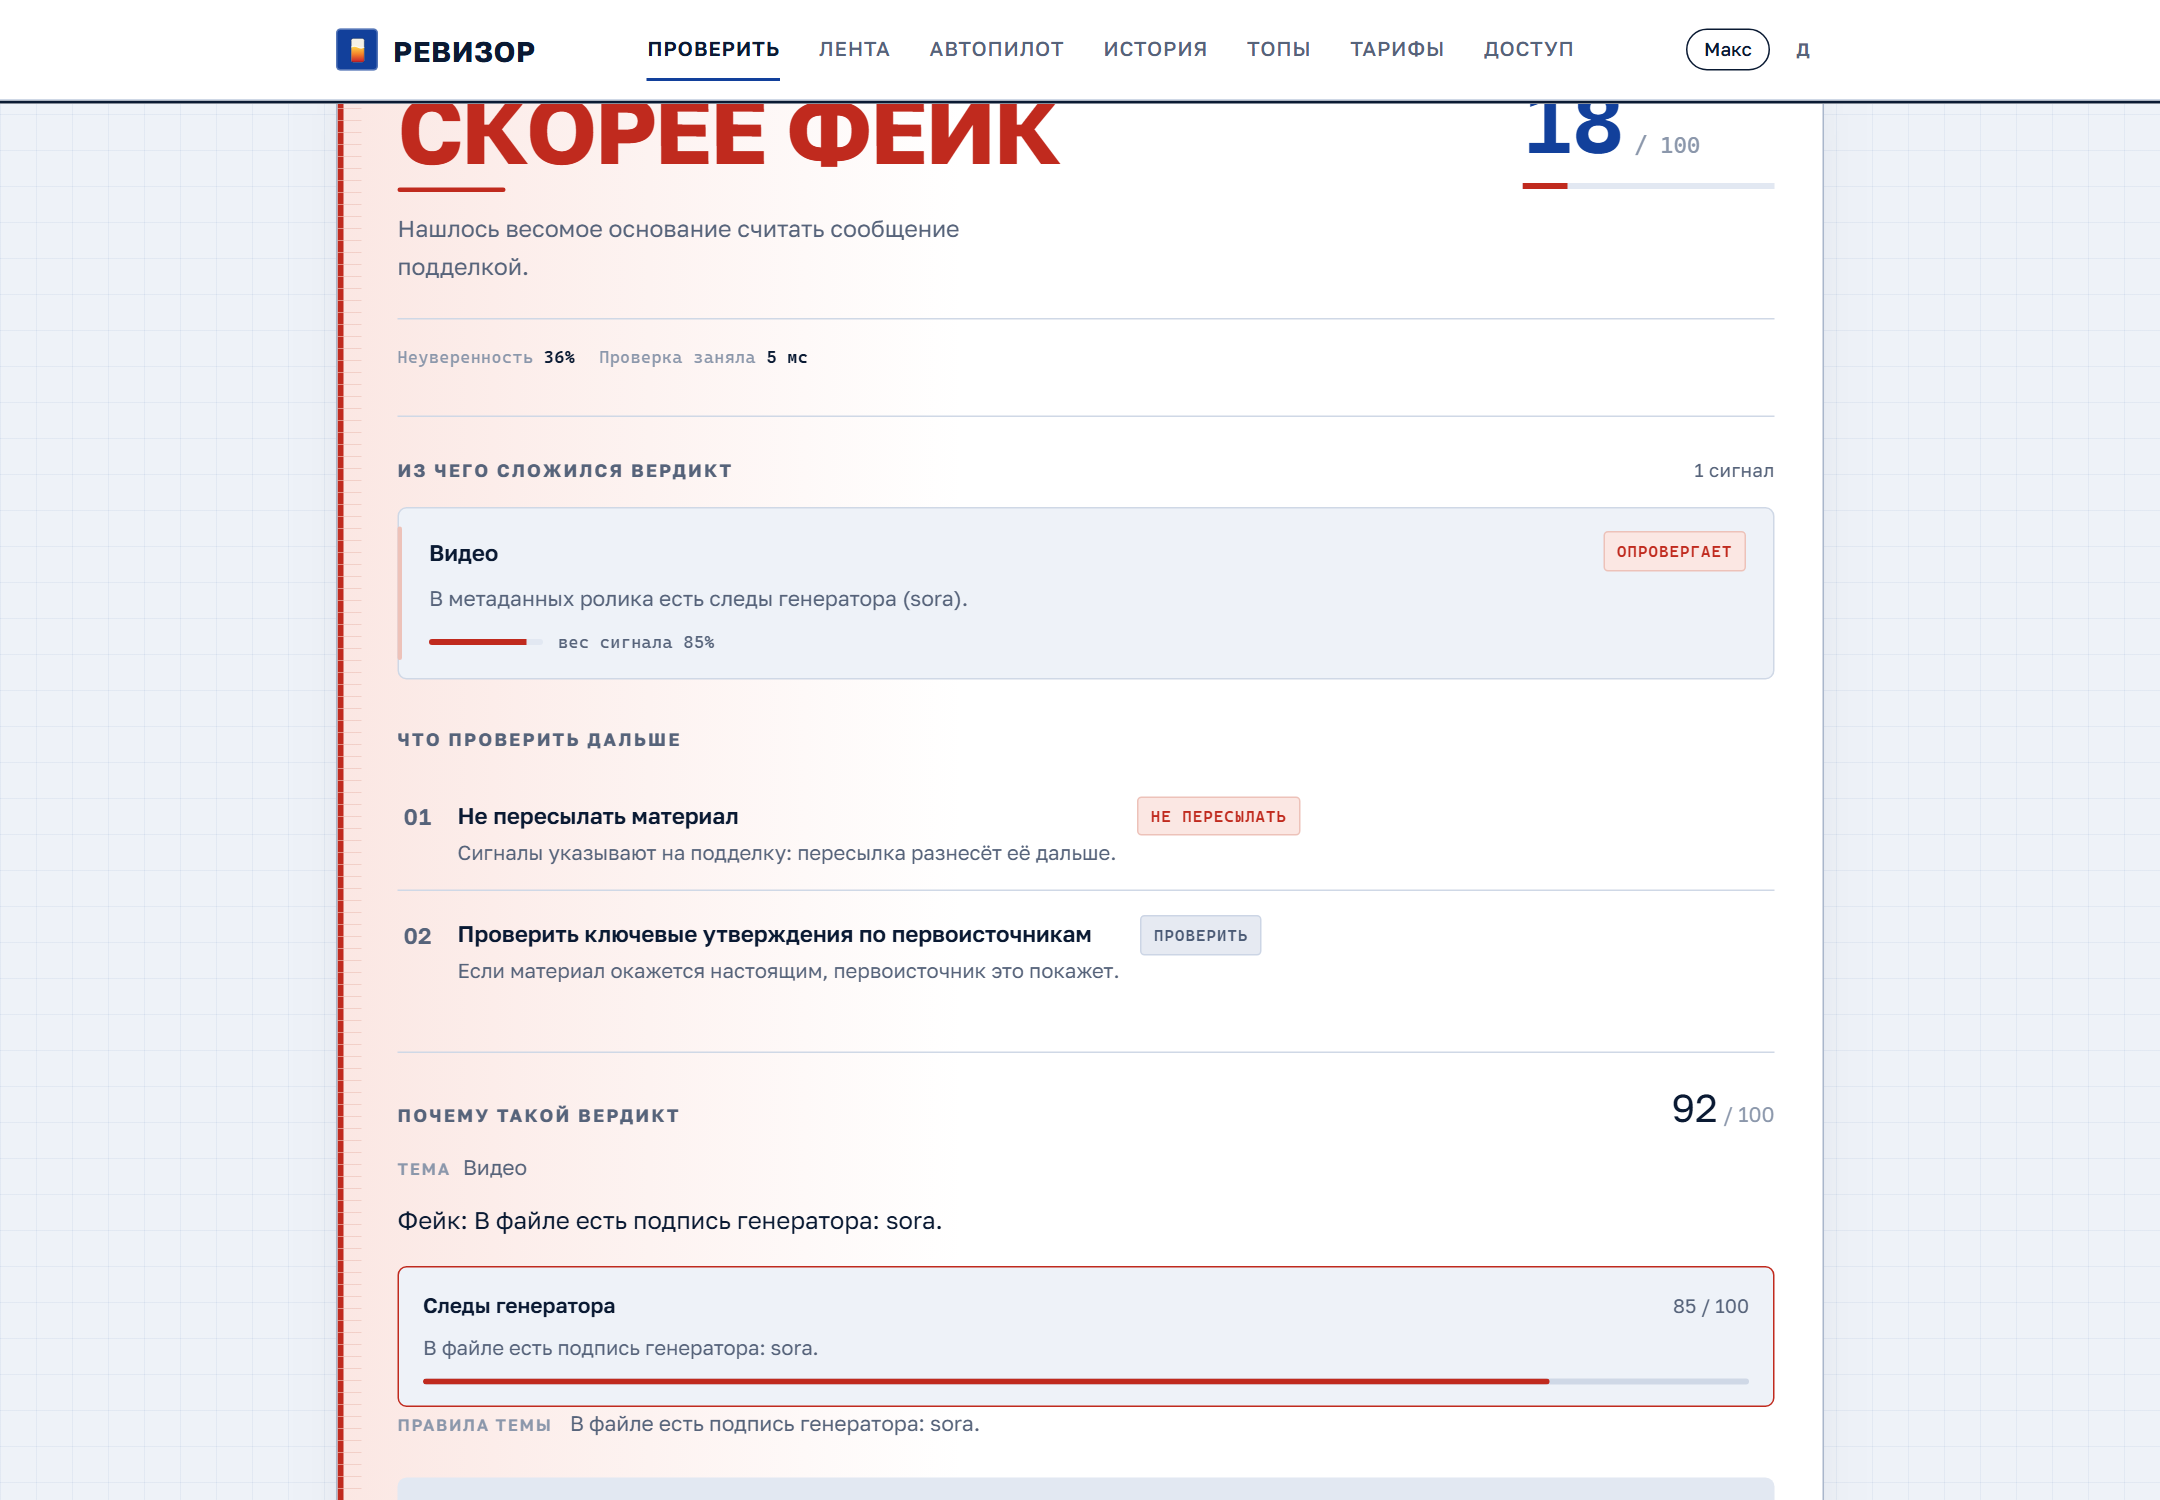 РЕВИЗОР
ПРОВЕРИТЬ ЛЕНТА АВТОПИЛОТ ИСТОРИЯ ТОПЫ ТАРИФЫ ДОСТУП
Макс Д
СКОРЕЕ ФЕЙК
18 / 100
Нашлось весомое основание считать сообщение
подделкой.
Неуверенность 36% Проверка заняла 5 мс
ИЗ ЧЕГО СЛОЖИЛСЯ ВЕРДИКТ
1 сигнал
Видео
ОПРОВЕРГАЕТ
В метаданных ролика есть следы генератора (sora).
вес сигнала 85%
ЧТО ПРОВЕРИТЬ ДАЛЬШЕ
01 Не пересылать материал
НЕ ПЕРЕСЫЛАТЬ
Сигналы указывают на подделку: пересылка разнесёт её дальше.
02 Проверить ключевые утверждения по первоисточникам
ПРОВЕРИТЬ
Если материал окажется настоящим, первоисточник это покажет.
ПОЧЕМУ ТАКОЙ ВЕРДИКТ
92 / 100
ТЕМА Видео
Фейк: В файле есть подпись генератора: sora.
Следы генератора
85 / 100
В файле есть подпись генератора: sora.
ПРАВИЛА ТЕМЫ В файле есть подпись генератора: sora.